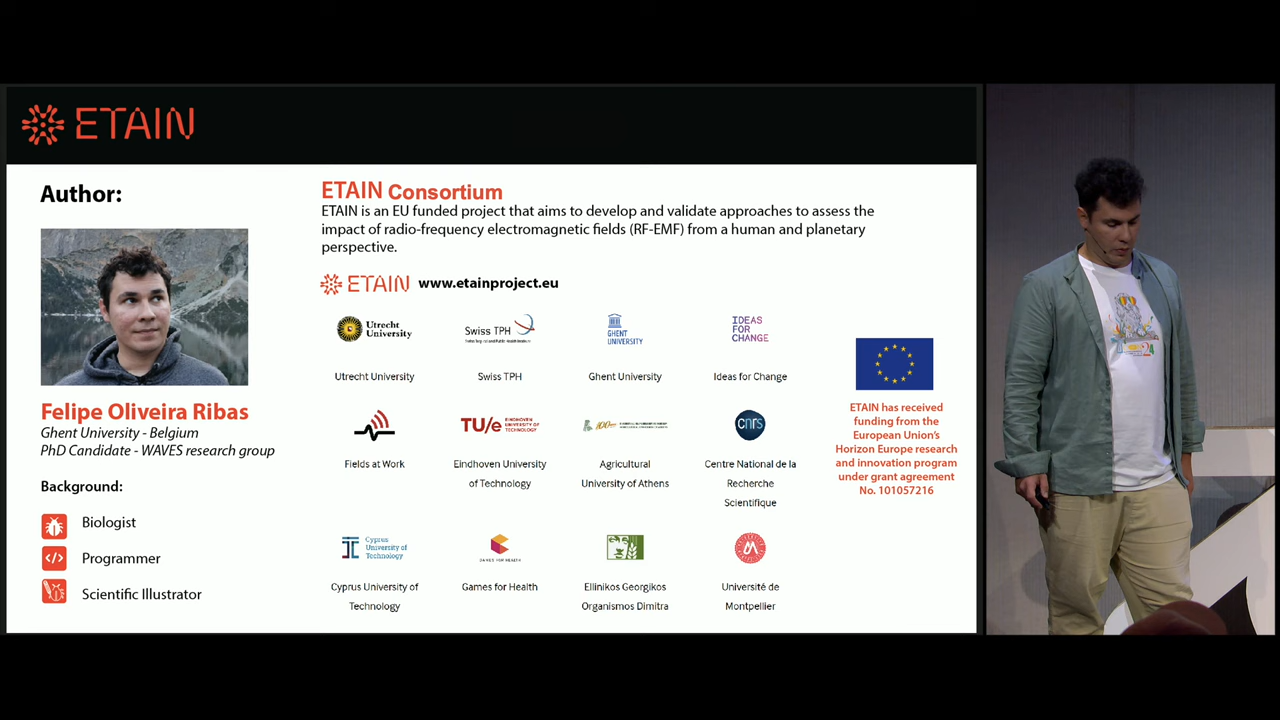 ETAIN
Author:
Felipe Oliveira Ribas
Ghent University - Belgium
PhD Candidate - WAVES research group
Background:
Biologist
Programmer
Scientific Illustrator
ETAIN Consortium
ETAIN is an EU funded project that aims to develop and validate approaches to assess the
impact of radio-frequency electromagnetic fields (RF-EMF) from a human and planetary
perspective.
ETAIN www.etainproject.eu
Utrecht
University
Swiss TPH
GHENT
UNIVERSITY
IDEAS
FOR
CHANGE
Utrecht University
Swiss TPH
Ghent University
Ideas for Change
TU/e EINDHOVEN
UNIVERSITY OF
TECHNOLOGY
100
cnrs
Fields at Work
Eindhoven University
of Technology
Agricultural
University of Athens
Centre National de la
Recherche
Scientifique
Cyprus
University of
Technology
GAMES FOR HEALTH
Cyprus University of
Technology
Games for Health
Ellinikos Georgikos
Organismos Dimitra
Université de
Montpellier
ETAIN has received
funding from the
European Union's
Horizon Europe research
and innovation program
under grant agreement
No. 101057216